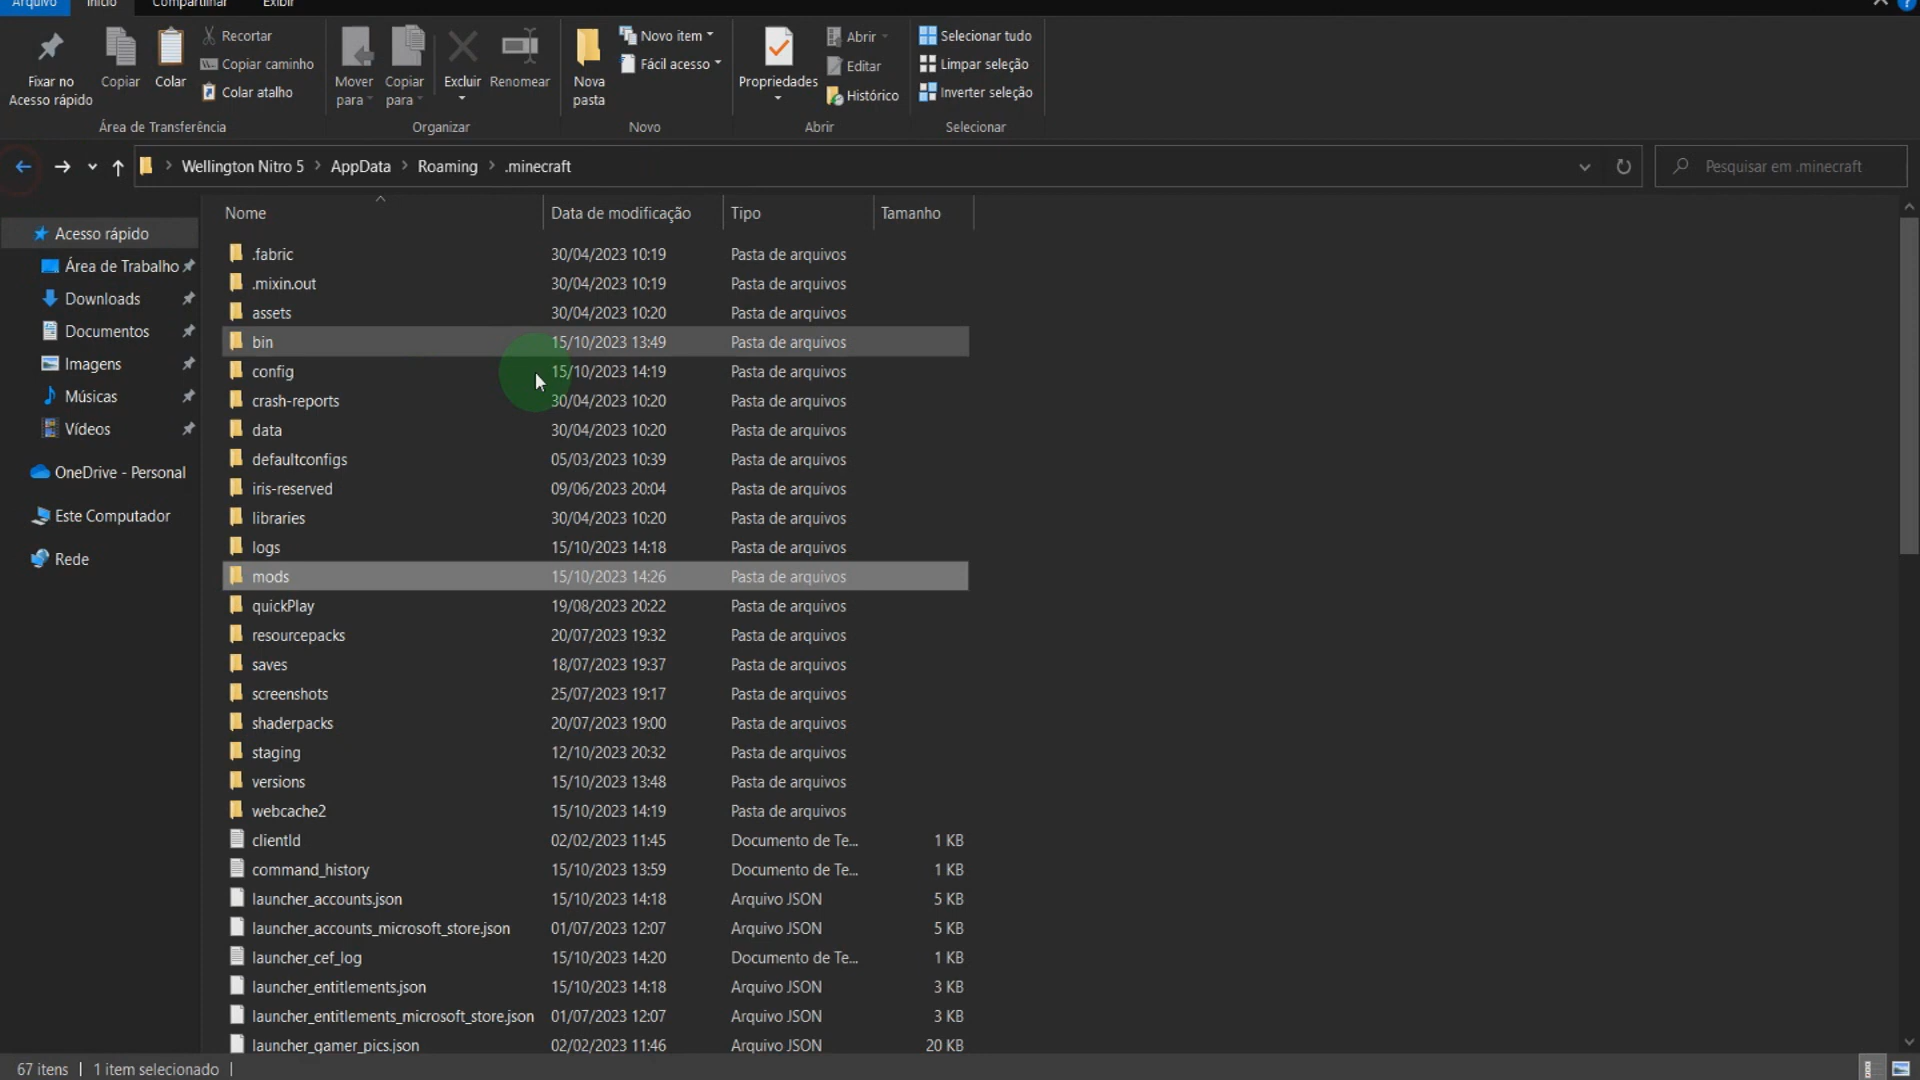 Arquivo Início Compartilhar Exibir
Fixar no Acesso rápido
Copiar
Colar
Recortar
Copiar caminho
Colar atalho
Área de Transferência
Mover para
Copiar para
Excluir
Renomear
Organizar
Nova pasta
Novo item
Fácil acesso
Novo
Propriedades
Abrir
Editar
Histórico
Abrir
Selecionar tudo
Limpar seleção
Inverter seleção
Selecionar
Wellington Nitro 5 > AppData > Roaming > .minecraft
Pesquisar em .minecraft
Acesso rápido
Área de Trabalho
Downloads
Documentos
Imagens
Músicas
Vídeos
OneDrive - Personal
Este Computador
Rede
Nome Data de modificação Tipo Tamanho
.fabric 30/04/2023 10:19 Pasta de arquivos
.mixin.out 30/04/2023 10:19 Pasta de arquivos
assets 30/04/2023 10:20 Pasta de arquivos
bin 15/10/2023 13:49 Pasta de arquivos
config 15/10/2023 14:19 Pasta de arquivos
crash-reports 30/04/2023 10:20 Pasta de arquivos
data 30/04/2023 10:20 Pasta de arquivos
defaultconfigs 05/03/2023 10:39 Pasta de arquivos
iris-reserved 09/06/2023 20:04 Pasta de arquivos
libraries 30/04/2023 10:20 Pasta de arquivos
logs 15/10/2023 14:18 Pasta de arquivos
mods 15/10/2023 14:26 Pasta de arquivos
quickPlay 19/08/2023 20:22 Pasta de arquivos
resourcepacks 20/07/2023 19:32 Pasta de arquivos
saves 18/07/2023 19:37 Pasta de arquivos
screenshots 25/07/2023 19:17 Pasta de arquivos
shaderpacks 20/07/2023 19:00 Pasta de arquivos
staging 12/10/2023 20:32 Pasta de arquivos
versions 15/10/2023 13:48 Pasta de arquivos
webcache2 15/10/2023 14:19 Pasta de arquivos
clientId 02/02/2023 11:45 Documento de Te... 1 KB
command_history 15/10/2023 13:59 Documento de Te... 1 KB
launcher_accounts.json 15/10/2023 14:18 Arquivo JSON 5 KB
launcher_accounts_microsoft_store.json 01/07/2023 12:07 Arquivo JSON 5 KB
launcher_cef_log 15/10/2023 14:20 Documento de Te... 1 KB
launcher_entitlements.json 15/10/2023 14:18 Arquivo JSON 3 KB
launcher_entitlements_microsoft_store.json 01/07/2023 12:07 Arquivo JSON 3 KB
launcher_gamer_pics.json 02/02/2023 11:46 Arquivo JSON 20 KB
67 itens | 1 item selecionado |